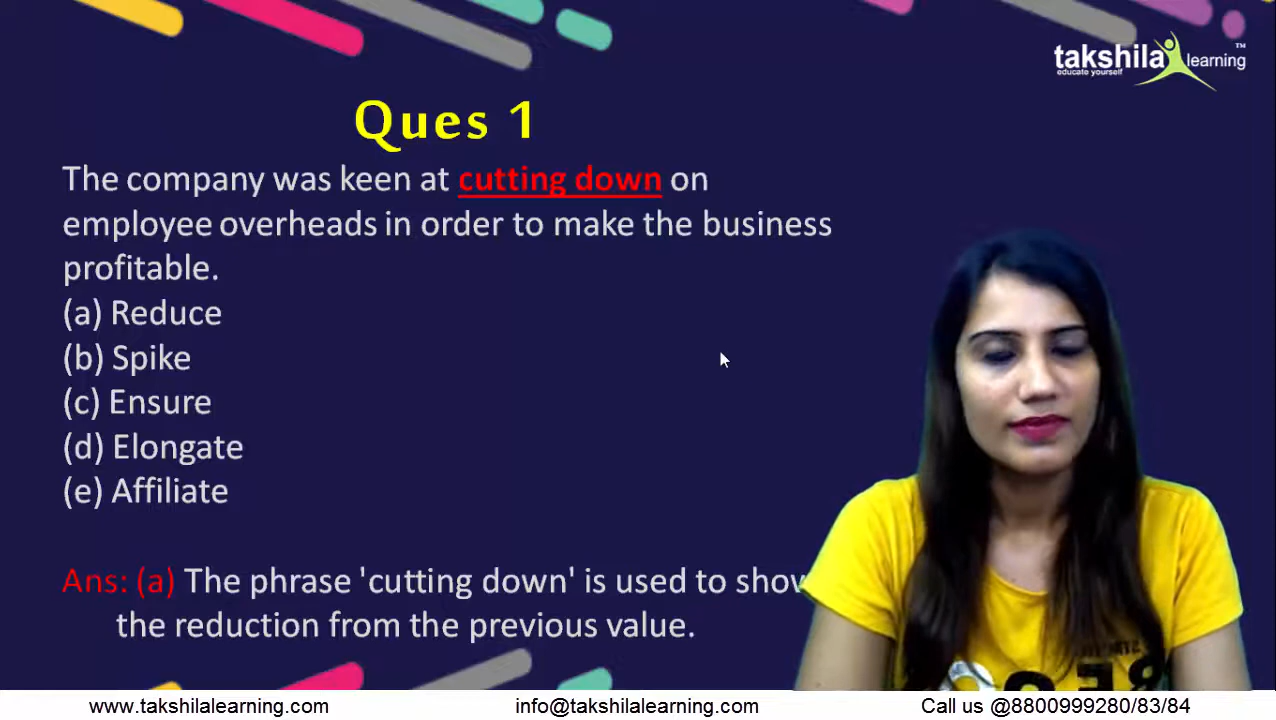 takshila learning™
educate yourself
Ques 1
The company was keen at cutting down on
employee overheads in order to make the business
profitable.
(a) Reduce
(b) Spike
(c) Ensure
(d) Elongate
(e) Affiliate
Ans: (a) The phrase 'cutting down' is used to show
the reduction from the previous value.
www.takshilalearning.com
info@takshilalearning.com
Call us @8800999280/83/84